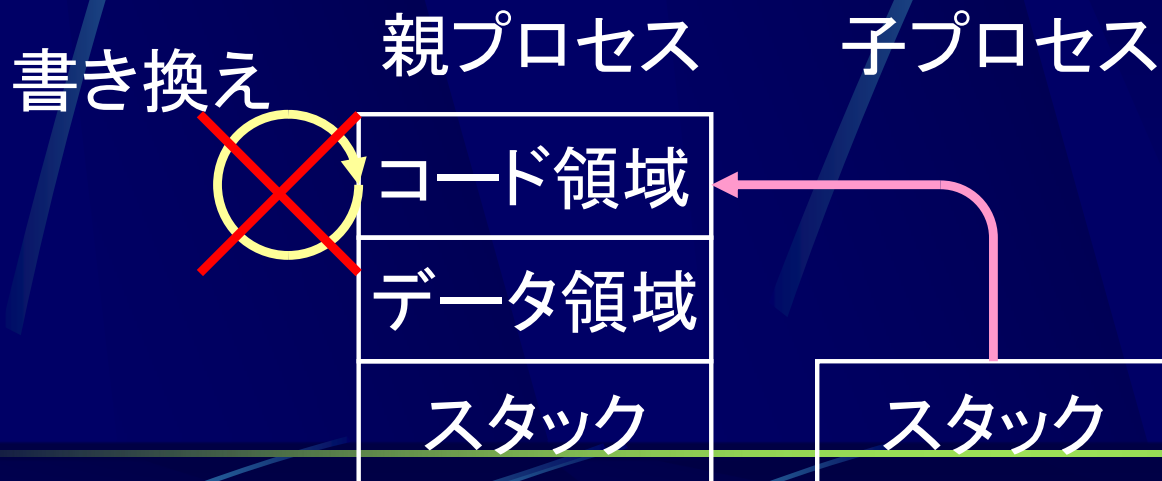 親プロセス
子プロセス
書き換え
コード領域
データ領域
スタック
スタック